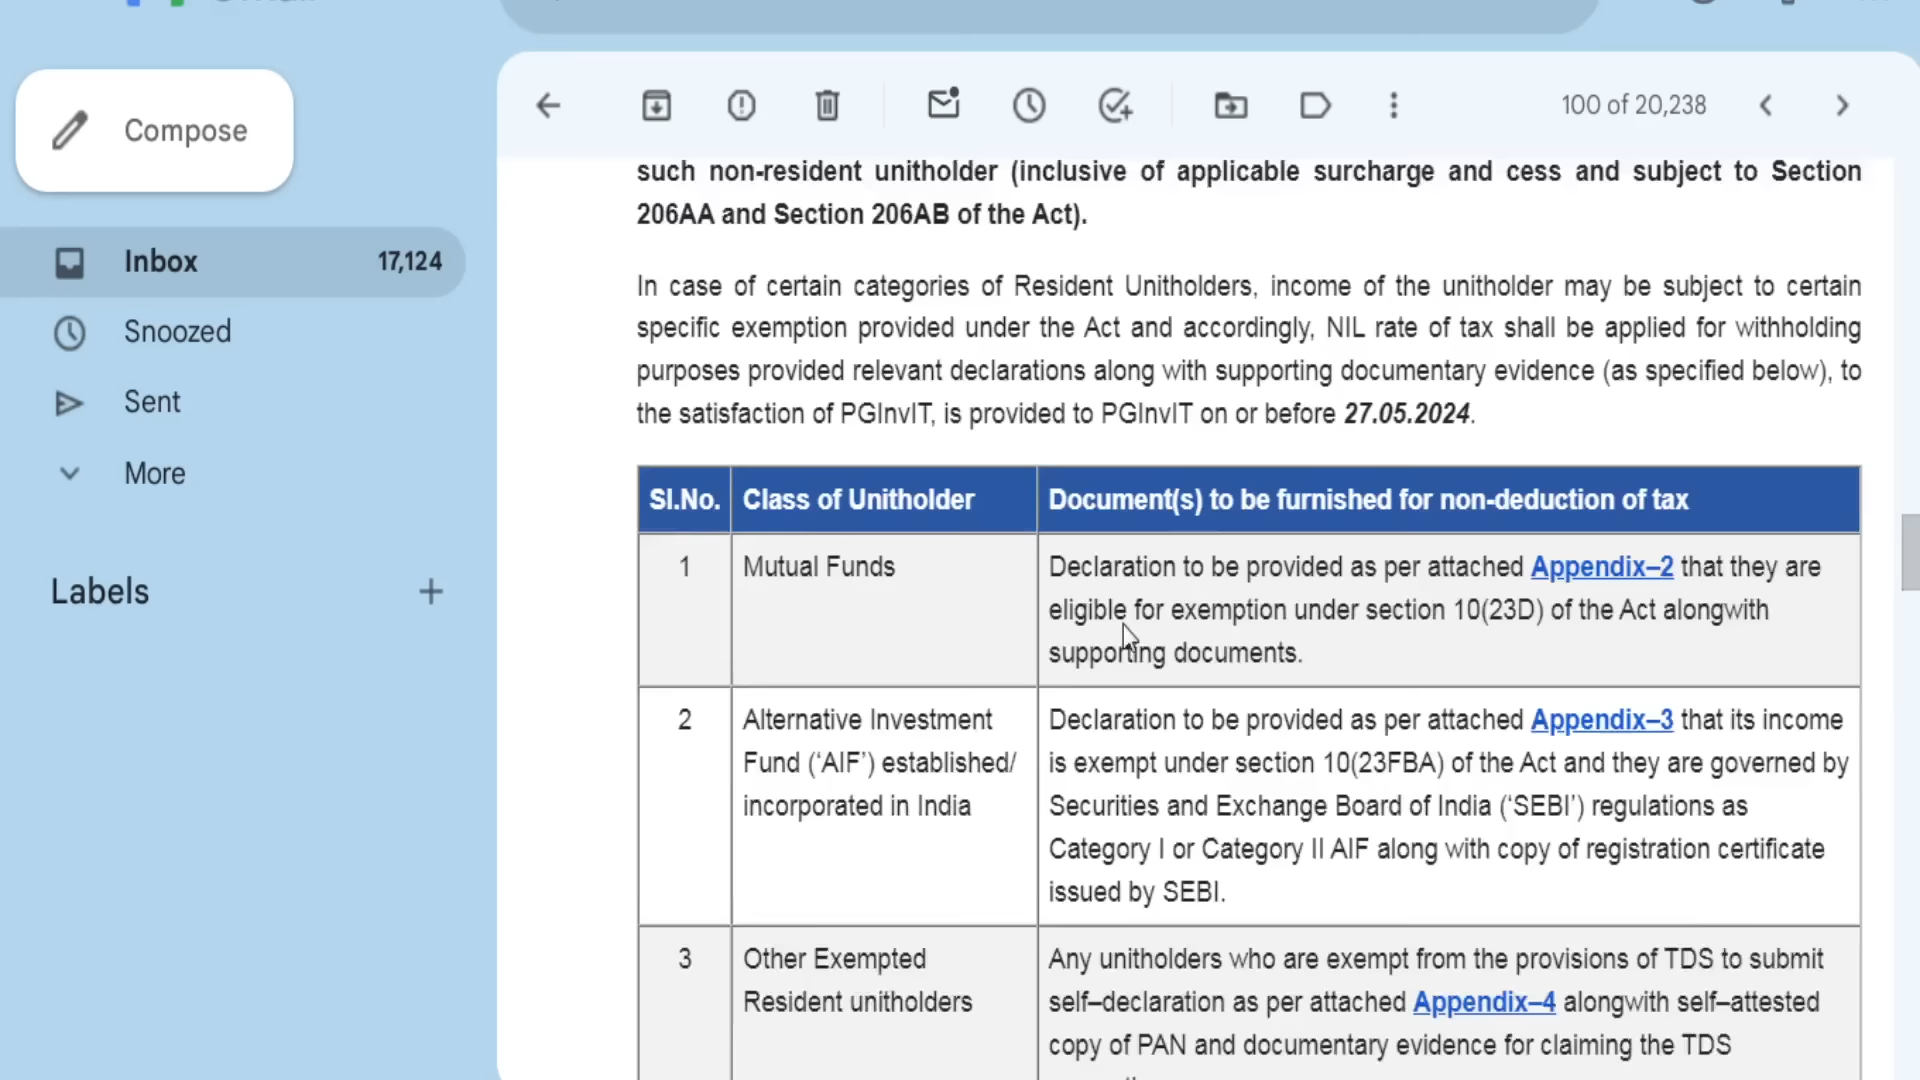 Compose
100 of 20,238
Inbox 17,124
Snoozed
Sent
More
Labels
such non-resident unitholder (inclusive of applicable surcharge and cess and subject to Section
206AA and Section 206AB of the Act).
In case of certain categories of Resident Unitholders, income of the unitholder may be subject to certain
specific exemption provided under the Act and accordingly, NIL rate of tax shall be applied for withholding
purposes provided relevant declarations along with supporting documentary evidence (as specified below), to
the satisfaction of PGInvIT, is provided to PGInvIT on or before 27.05.2024.
Sl.No. Class of Unitholder Document(s) to be furnished for non-deduction of tax
1 Mutual Funds Declaration to be provided as per attached Appendix–2 that they are
eligible for exemption under section 10(23D) of the Act alongwith
supporting documents.
2 Alternative Investment Declaration to be provided as per attached Appendix–3 that its income
Fund (‘AIF’) established/ is exempt under section 10(23FBA) of the Act and they are governed by
incorporated in India Securities and Exchange Board of India (‘SEBI’) regulations as
Category I or Category II AIF along with copy of registration certificate
issued by SEBI.
3 Other Exempted Any unitholders who are exempt from the provisions of TDS to submit
Resident unitholders self–declaration as per attached Appendix–4 alongwith self–attested
copy of PAN and documentary evidence for claiming the TDS